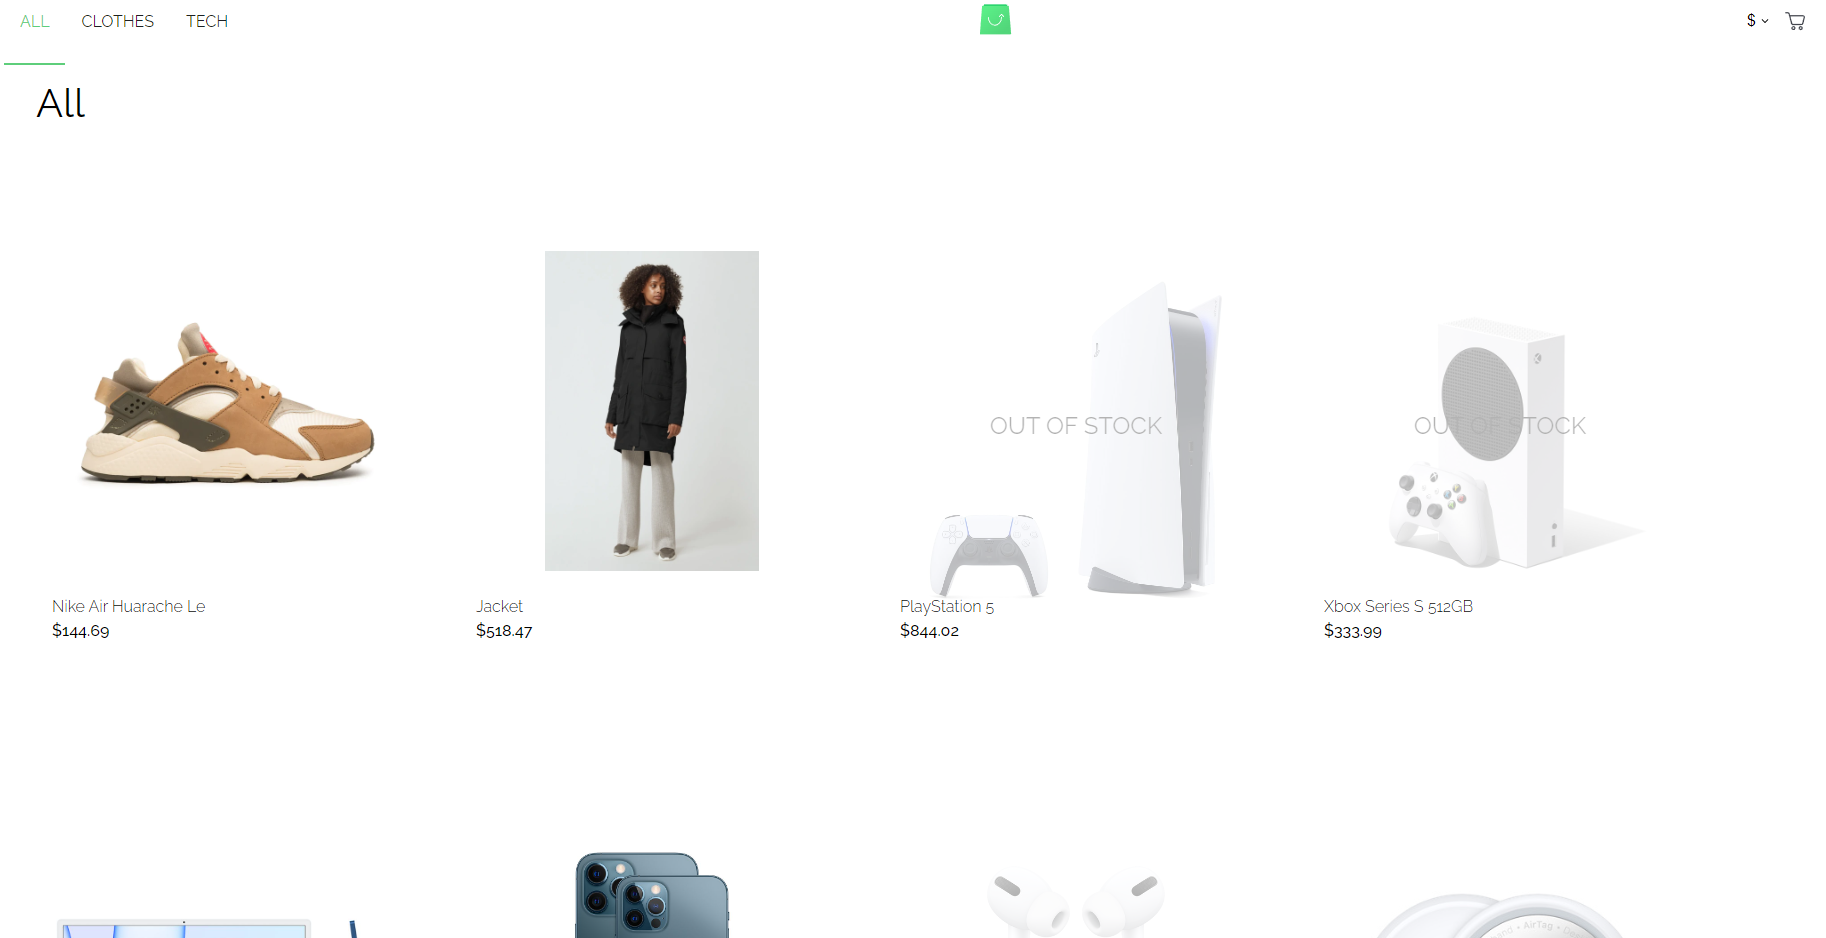 ALL CLOTHES TECH $
All
OUT OF STOCK OUT OF STOCK
Nike Air Huarache Le Jacket PlayStation 5 Xbox Series S 512GB
$144.69 $518.47 $844.02 $333.99
AirTag